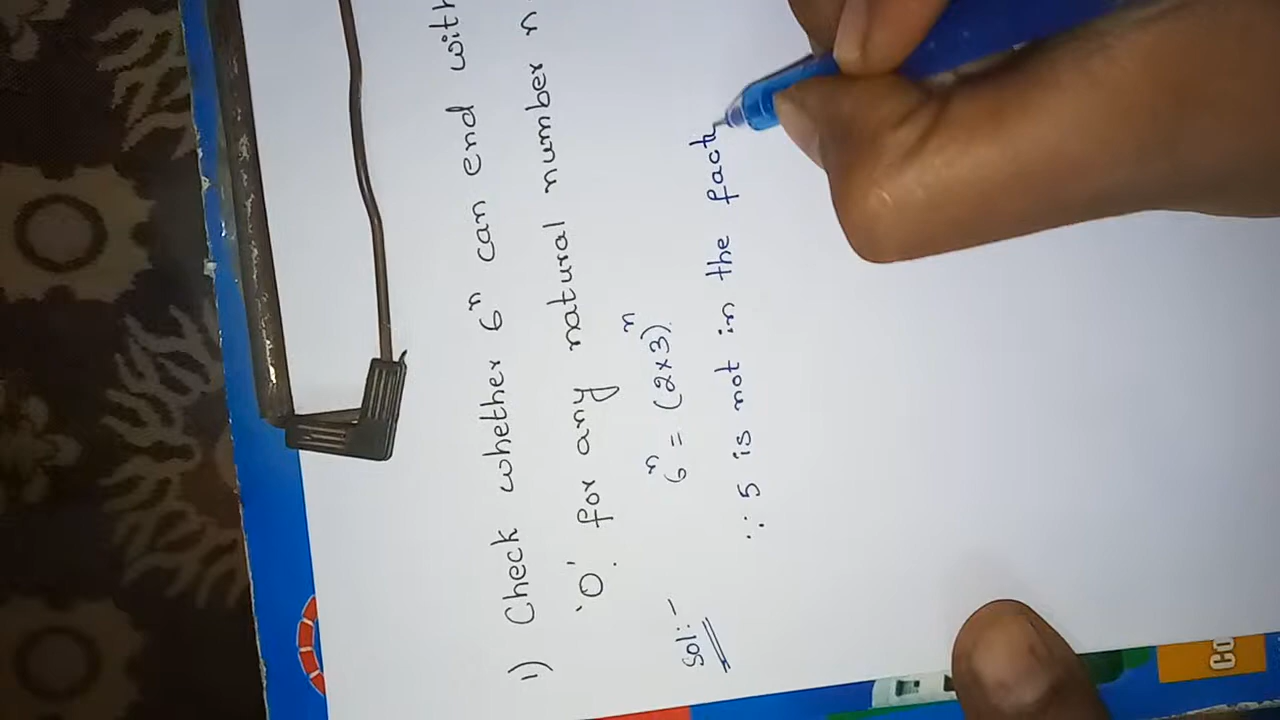 1) Check whether 6ⁿ can end with
'0'. for any natural number n
Sol:- 6ⁿ = (2×3)ⁿ.
∵ 5 is not in the fact
Co